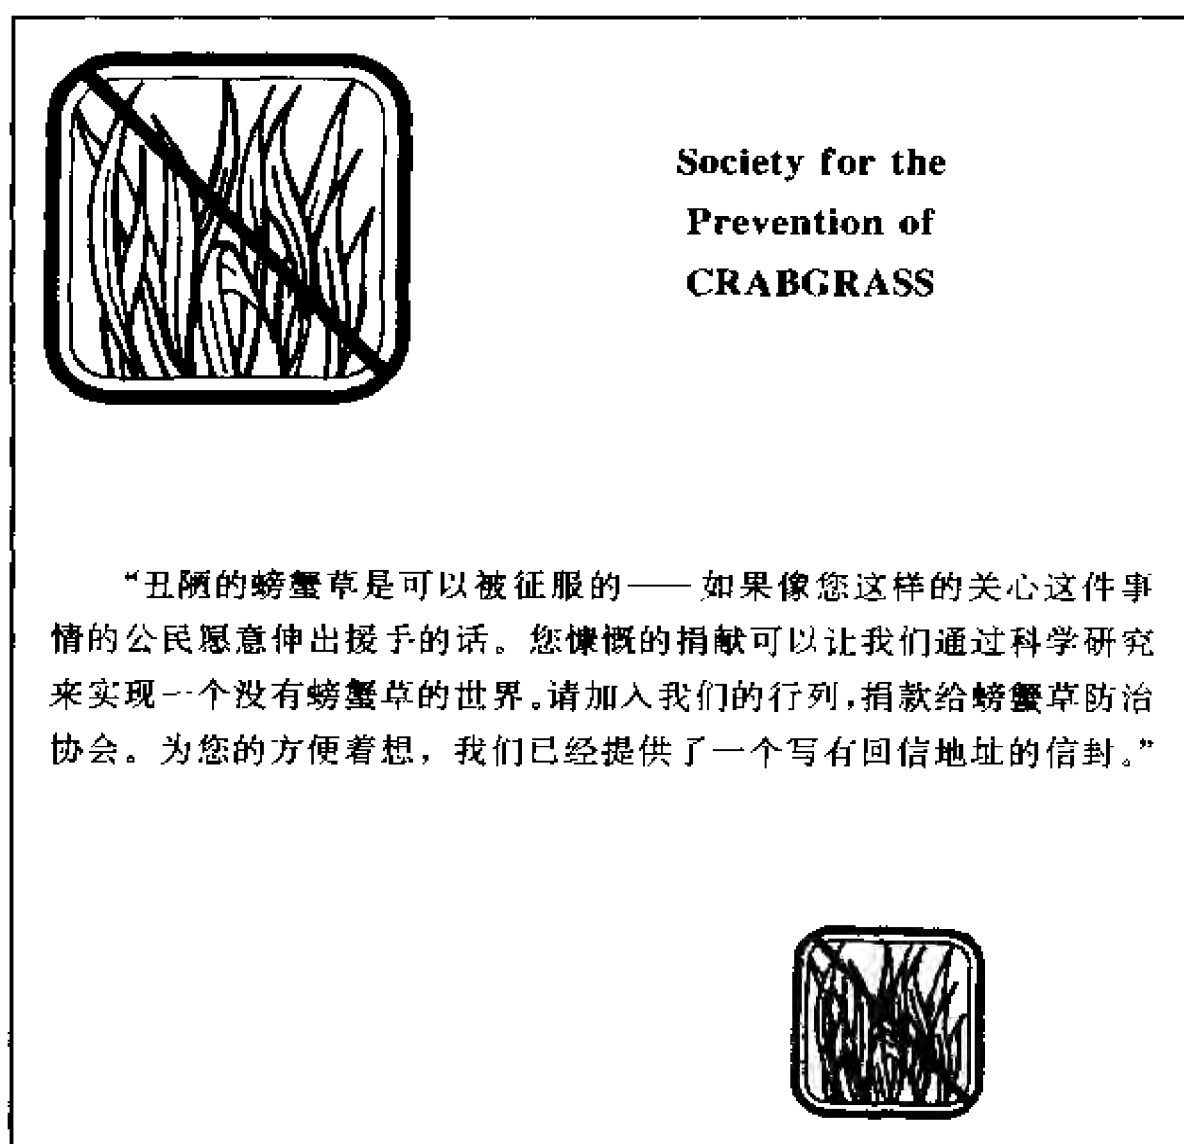 Society for the
Prevention of
CRABGRASS
“丑陋的螃蟹草是可以被征服的——如果像您这样的关心这件事
情的公民愿意伸出援手的话。您慷慨的捐献可以让我们通过科学研究
来实现一个没有螃蟹草的世界。请加入我们的行列，捐款给螃蟹草防治
协会。为您的方便着想，我们已经提供了一个写有回信地址的信封。”